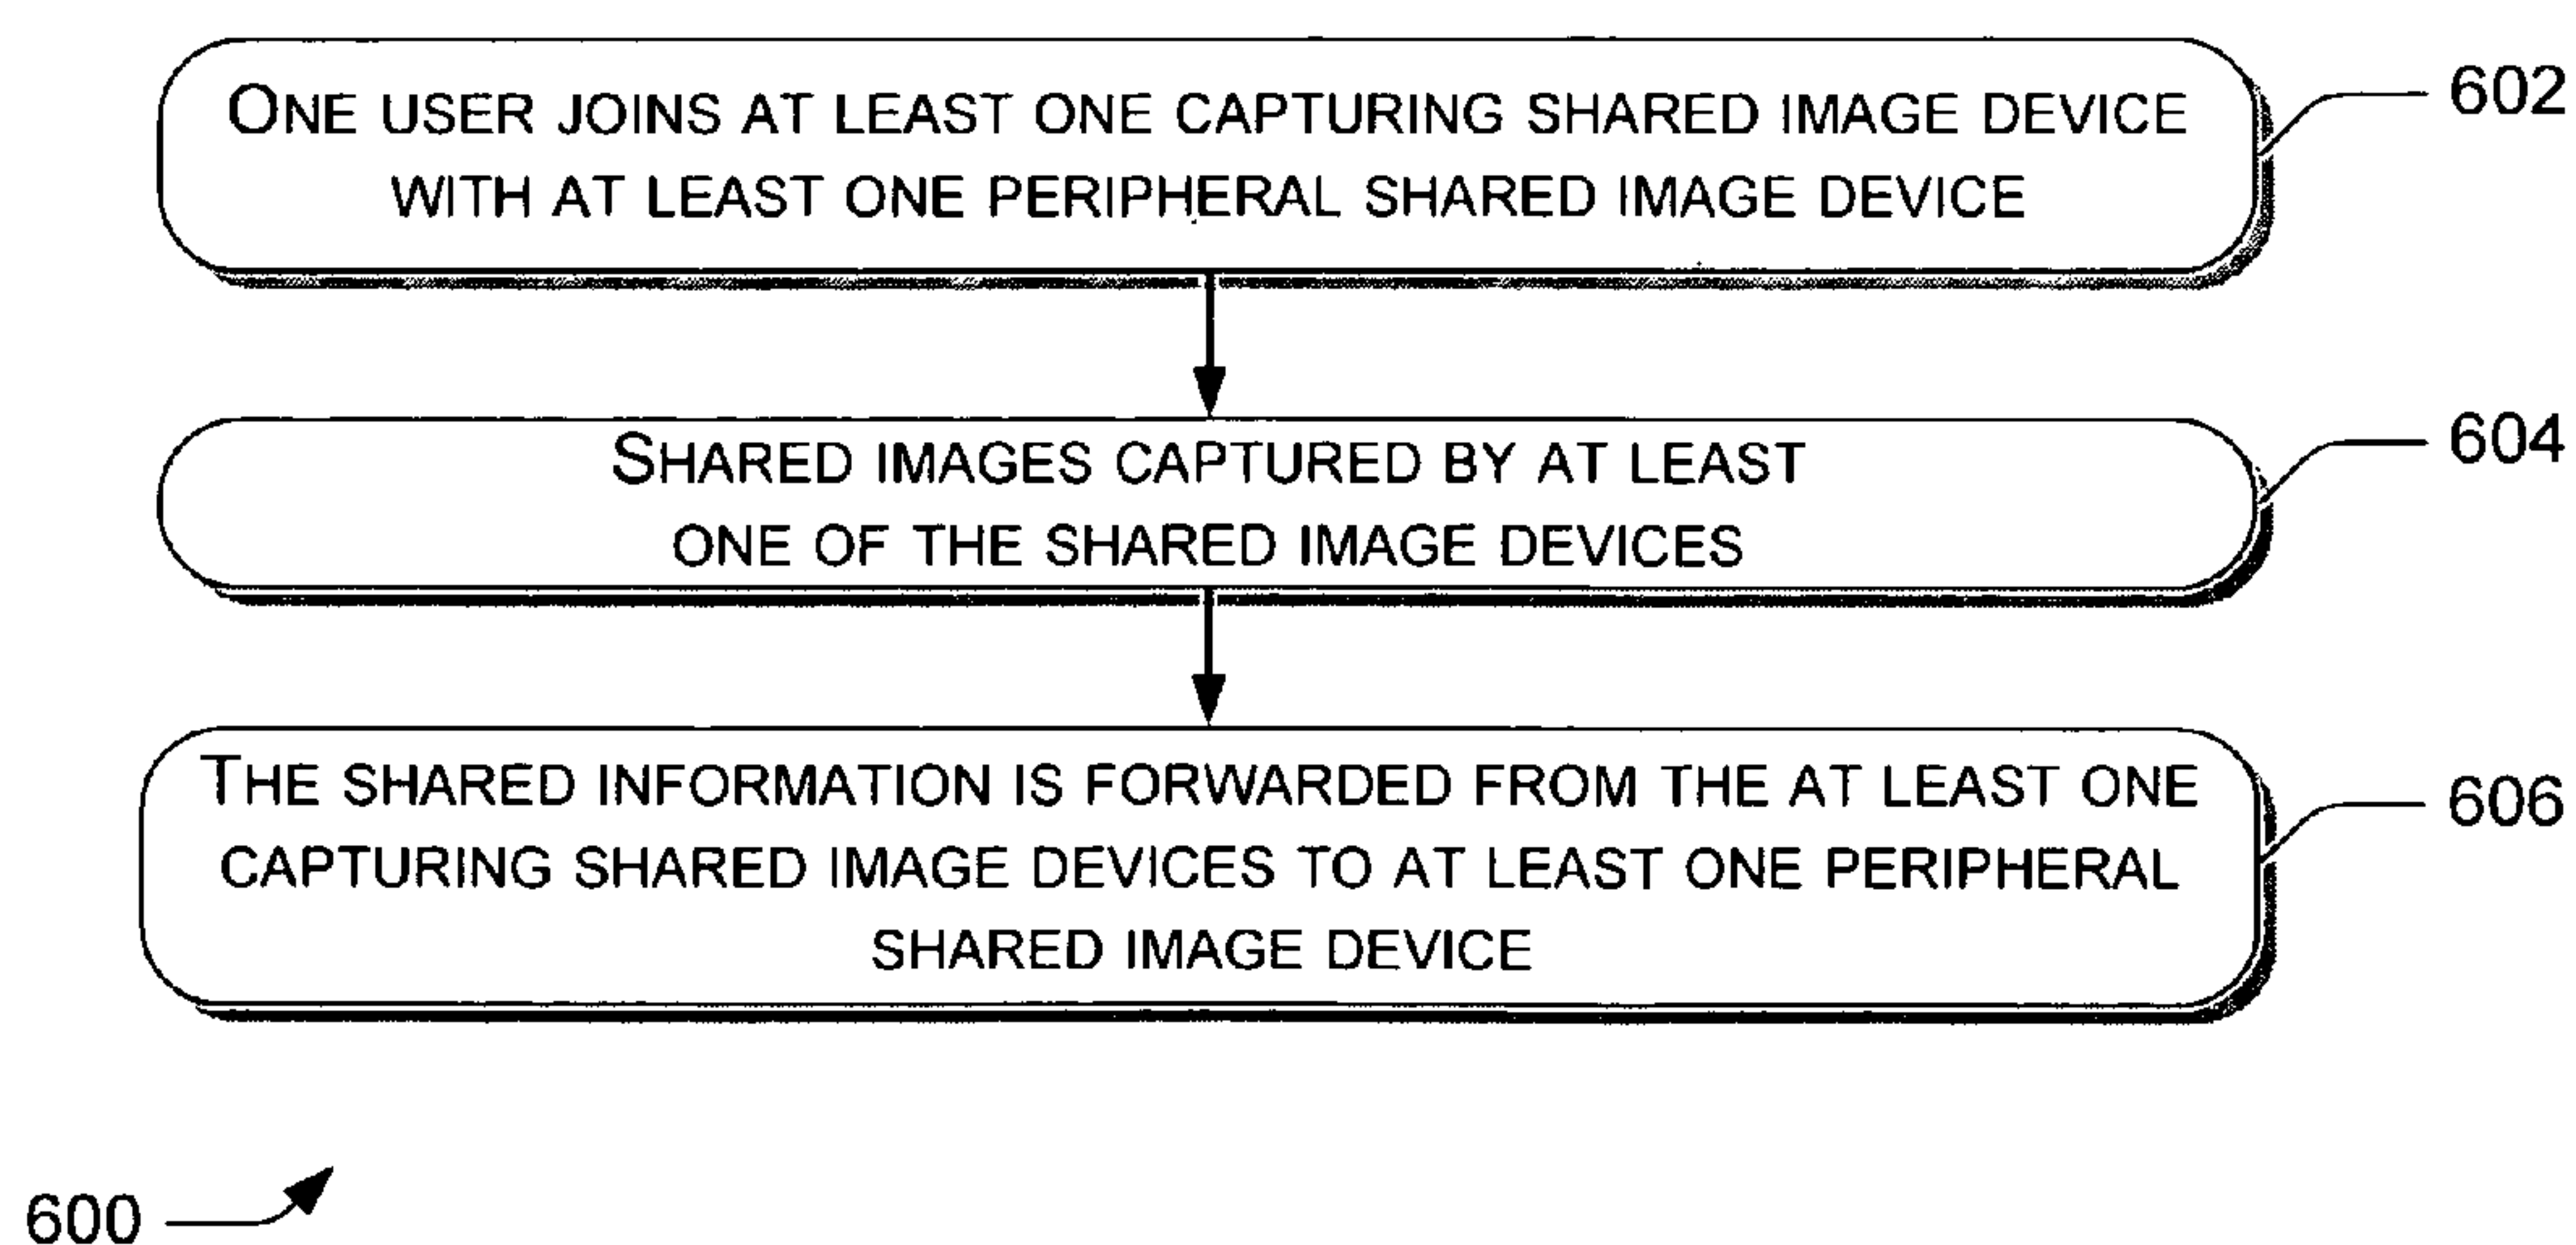 ONE USER JOINS AT LEAST ONE CAPTURING SHARED IMAGE DEVICE
WITH AT LEAST ONE PERIPHERAL SHARED IMAGE DEVICE
602
SHARED IMAGES CAPTURED BY AT LEAST
ONE OF THE SHARED IMAGE DEVICES
604
THE SHARED INFORMATION IS FORWARDED FROM THE AT LEAST ONE
CAPTURING SHARED IMAGE DEVICES TO AT LEAST ONE PERIPHERAL
SHARED IMAGE DEVICE
606
600